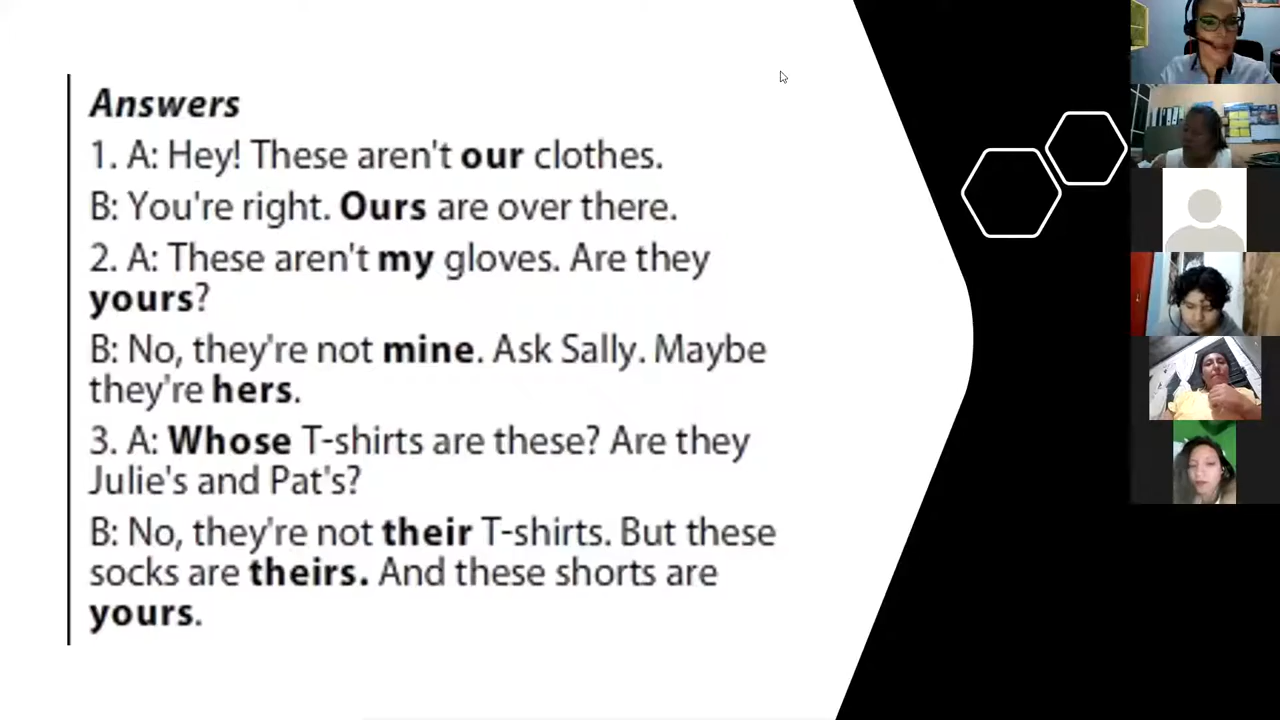 Answers
1. A: Hey! These aren't our clothes.
B: You're right. Ours are over there.
2. A: These aren't my gloves. Are they
yours?
B: No, they're not mine. Ask Sally. Maybe
they're hers.
3. A: Whose T-shirts are these? Are they
Julie's and Pat's?
B: No, they're not their T-shirts. But these
socks are theirs. And these shorts are
yours.